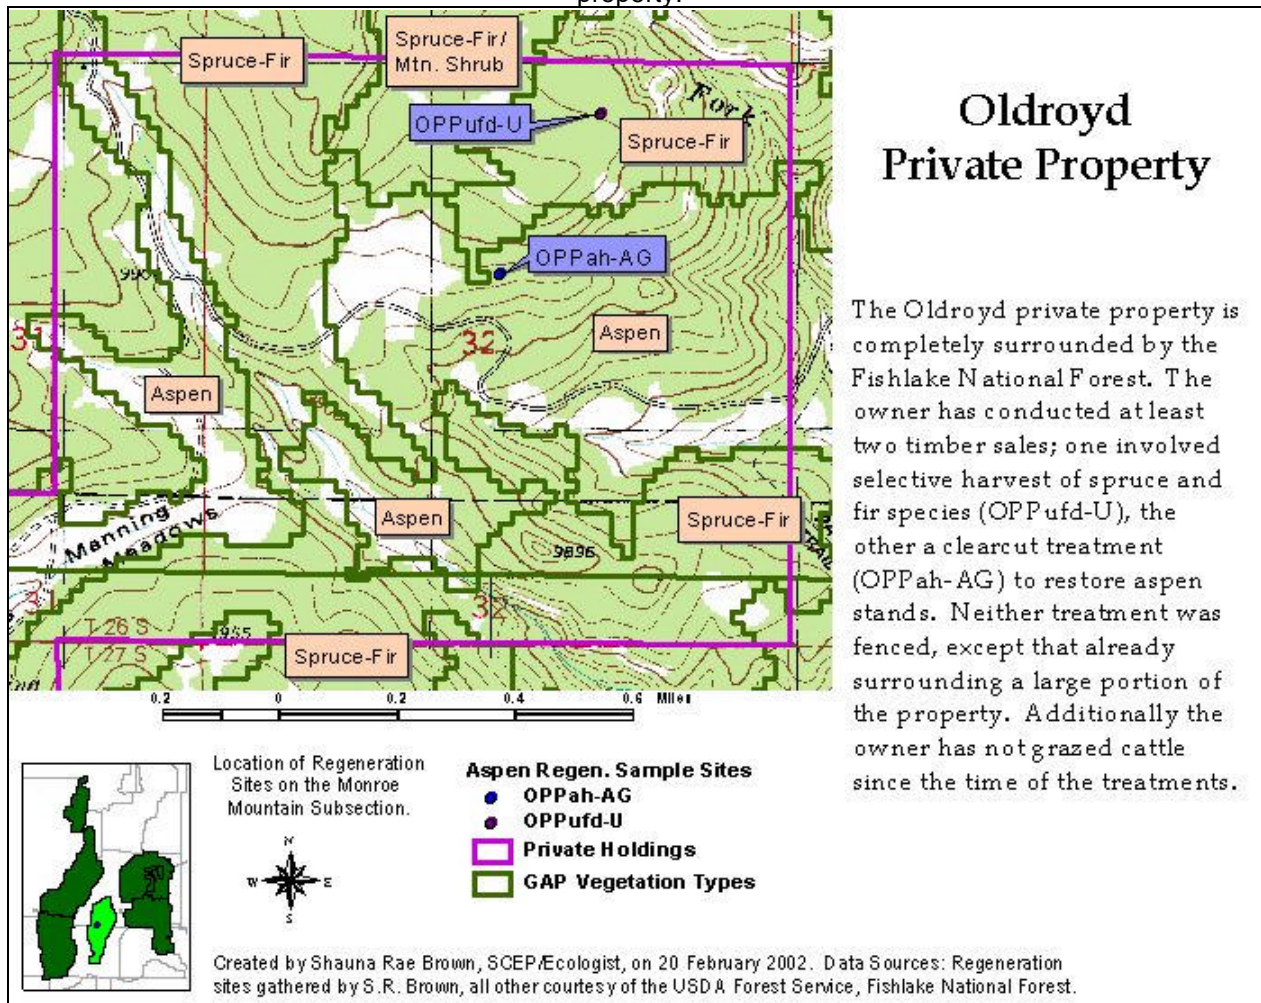 property.
Spruce-Fir
Spruce-Fir/
Mtn. Shrub
OPPufd-U
Fork
Spruce-Fir
OPPah-AG
31
32
Aspen
Aspen
Aspen
Spruce-Fir
Manning
Meadows
9896
31
32
T 26 S
T 27 S
Spruce-Fir
0.2 0 0.2 0.4 0.6 Miles
Oldroyd
Private Property
The Oldroyd private property is
completely surrounded by the
Fishlake National Forest. The
owner has conducted at least
two timber sales; one involved
selective harvest of spruce and
fir species (OPPufd-U), the
other a clearcut treatment
(OPPah-AG) to restore aspen
stands. Neither treatment was
fenced, except that already
surrounding a large portion of
the property. Additionally the
owner has not grazed cattle
since the time of the treatments.
Location of Regeneration
Sites on the Monroe
Mountain Subsection.
N
W E
S
Aspen Regen. Sample Sites
OPPah-AG
OPPufd-U
Private Holdings
GAP Vegetation Types
Created by Shauna Rae Brown, SCEP/Ecologist, on 20 February 2002. Data Sources: Regeneration
sites gathered by S.R. Brown, all other courtesy of the USDA Forest Service, Fishlake National Forest.